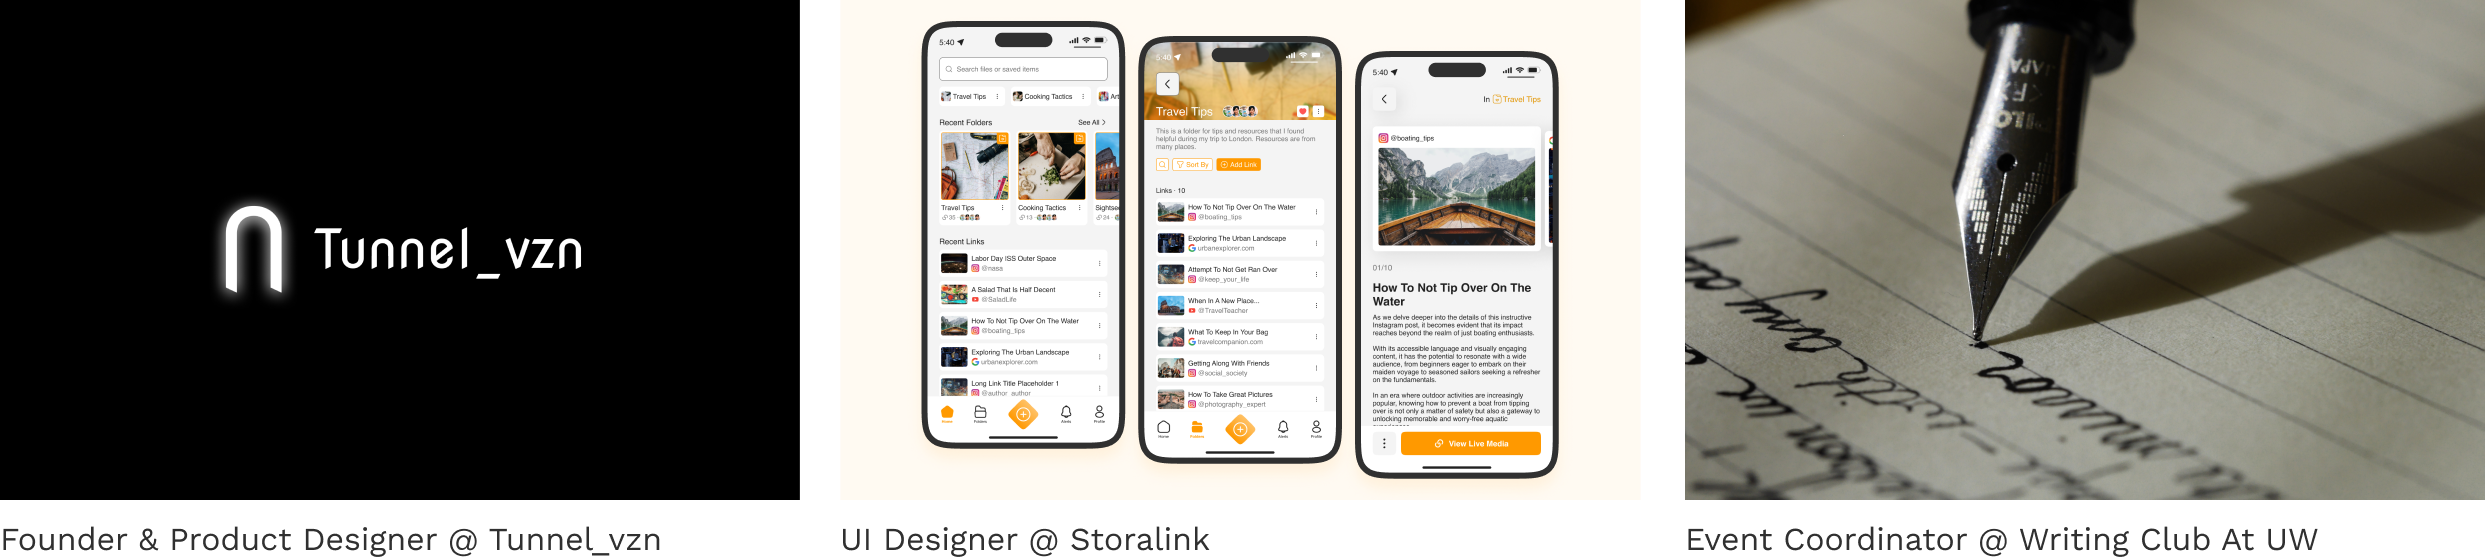 Tunnel_vzn
5:40
Search files or saved items
Travel Tips
Cooking Tactics
Art
Recent Folders
See All
Travel Tips
Cooking Tactics
Sightsee
Recent Links
Labor Day ISS Outer Space
@nasa
A Salad That Is Half Decent
@SaladLife
How To Not Tip Over On The Water
@boating_tips
Exploring The Urban Landscape
urbanexplorer.com
Long Link Title Placeholder 1
@author_author
Home
Folders
Alerts
Profile
5:40
Travel Tips
This is a folder for tips and resources that I found
helpful during my trip to London. Resources are from
many places.
Sort By
Add Link
Links · 10
How To Not Tip Over On The Water
@boating_tips
Exploring The Urban Landscape
urbanexplorer.com
Attempt To Not Get Ran Over
@keep_your_life
When In A New Place...
@TravelTeacher
What To Keep In Your Bag
travelcompanion.com
Getting Along With Friends
@social_society
How To Take Great Pictures
@photography_expert
Home
Folders
Alerts
Profile
5:40
In Travel Tips
@boating_tips
01/10
How To Not Tip Over On The
Water
As we delve deeper into the details of this instructive
Instagram post, it becomes evident that its impact
reaches beyond the realm of just boating enthusiasts.
With its accessible language and visually engaging
content, it has the potential to resonate with a wide
audience, from beginners eager to embark on their
maiden voyage to seasoned sailors seeking a refresher
on the fundamentals.
In an era where outdoor activities are increasingly
popular, knowing how to prevent a boat from tipping
over is not only a matter of safety but also a gateway to
unlocking memorable and worry-free aquatic
View Live Media
JAPAN
Founder & Product Designer @ Tunnel_vzn
UI Designer @ Storalink
Event Coordinator @ Writing Club At UW